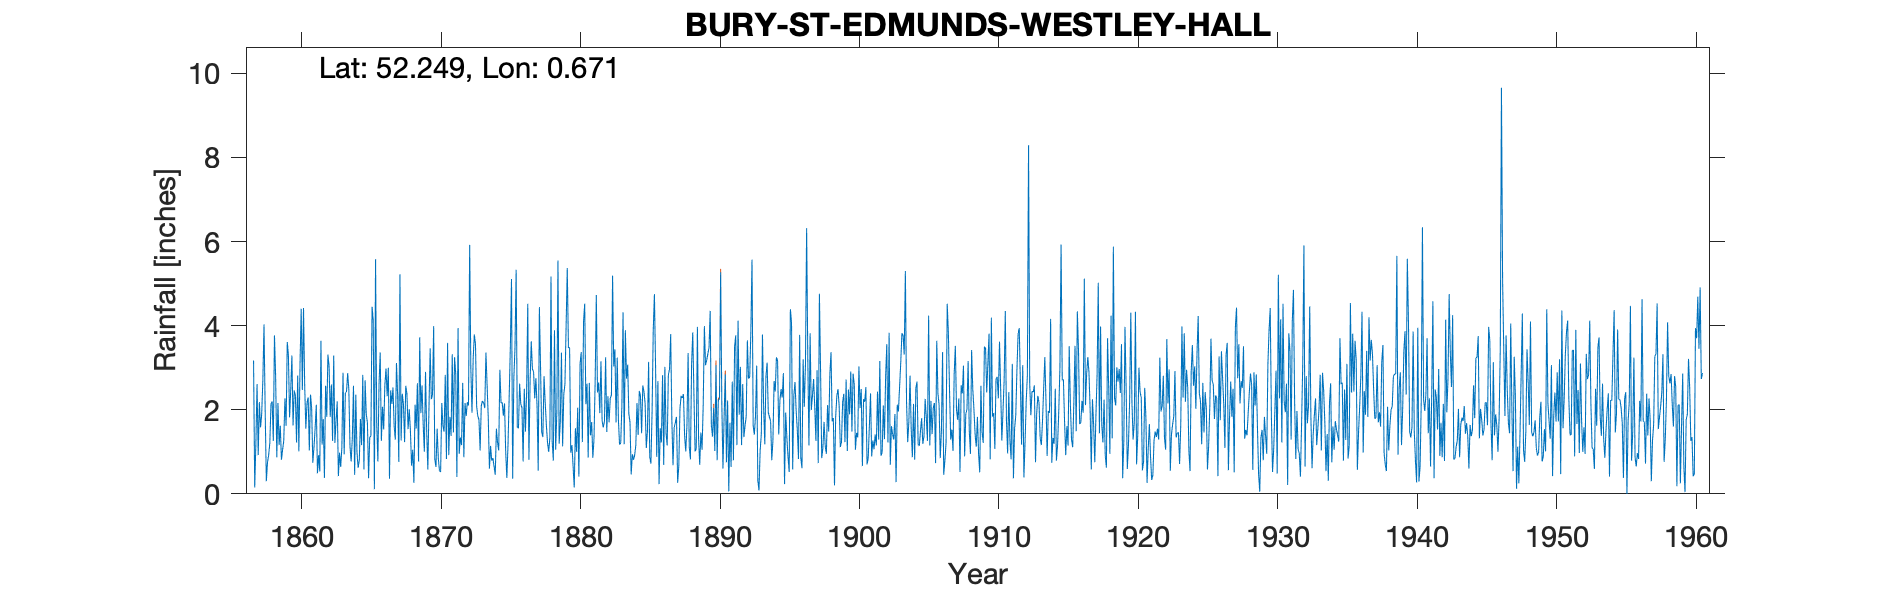 BURY-ST-EDMUNDS-WESTLEY-HALL
Lat: 52.249, Lon: 0.671
10
8
6
4
2
0
Rainfall [inches]
1860 1870 1880 1890 1900 1910 1920 1930 1940 1950 1960
Year